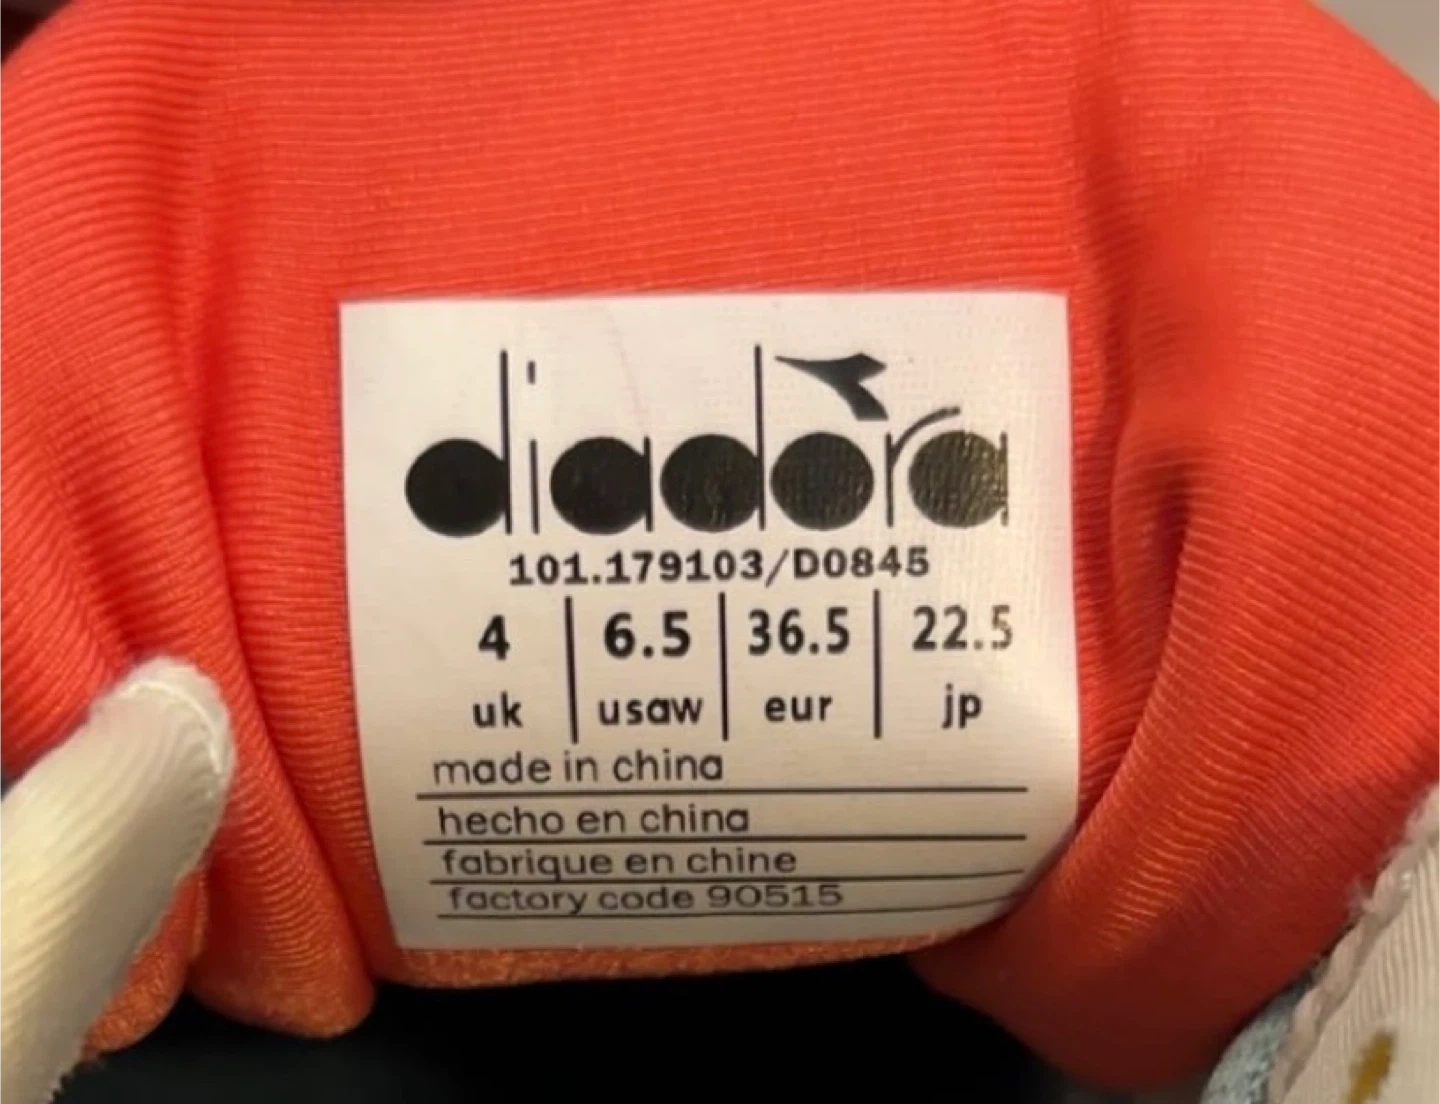 diadora
101.179103/D0845
4 | 6.5 | 36.5 | 22.5
uk | usaw | eur | jp
made in china
hecho en china
fabrique en chine
factory code 90515